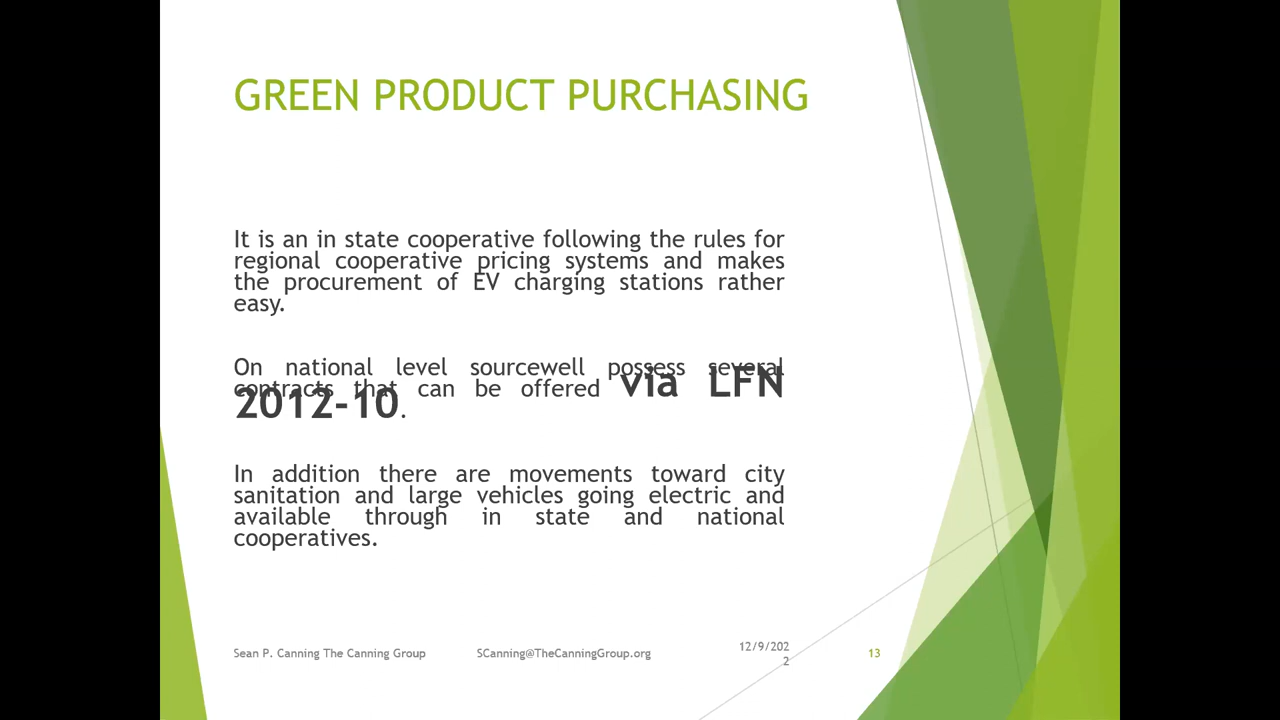 GREEN PRODUCT PURCHASING
It is an in state cooperative following the rules for
regional cooperative pricing systems and makes
the procurement of EV charging stations rather
easy.
On national level sourcewell possess several
contracts that can be offered via LFN
2012-10.
In addition there are movements toward city
sanitation and large vehicles going electric and
available through in state and national
cooperatives.
Sean P. Canning The Canning Group
SCanning@TheCanningGroup.org
12/9/202
2
13